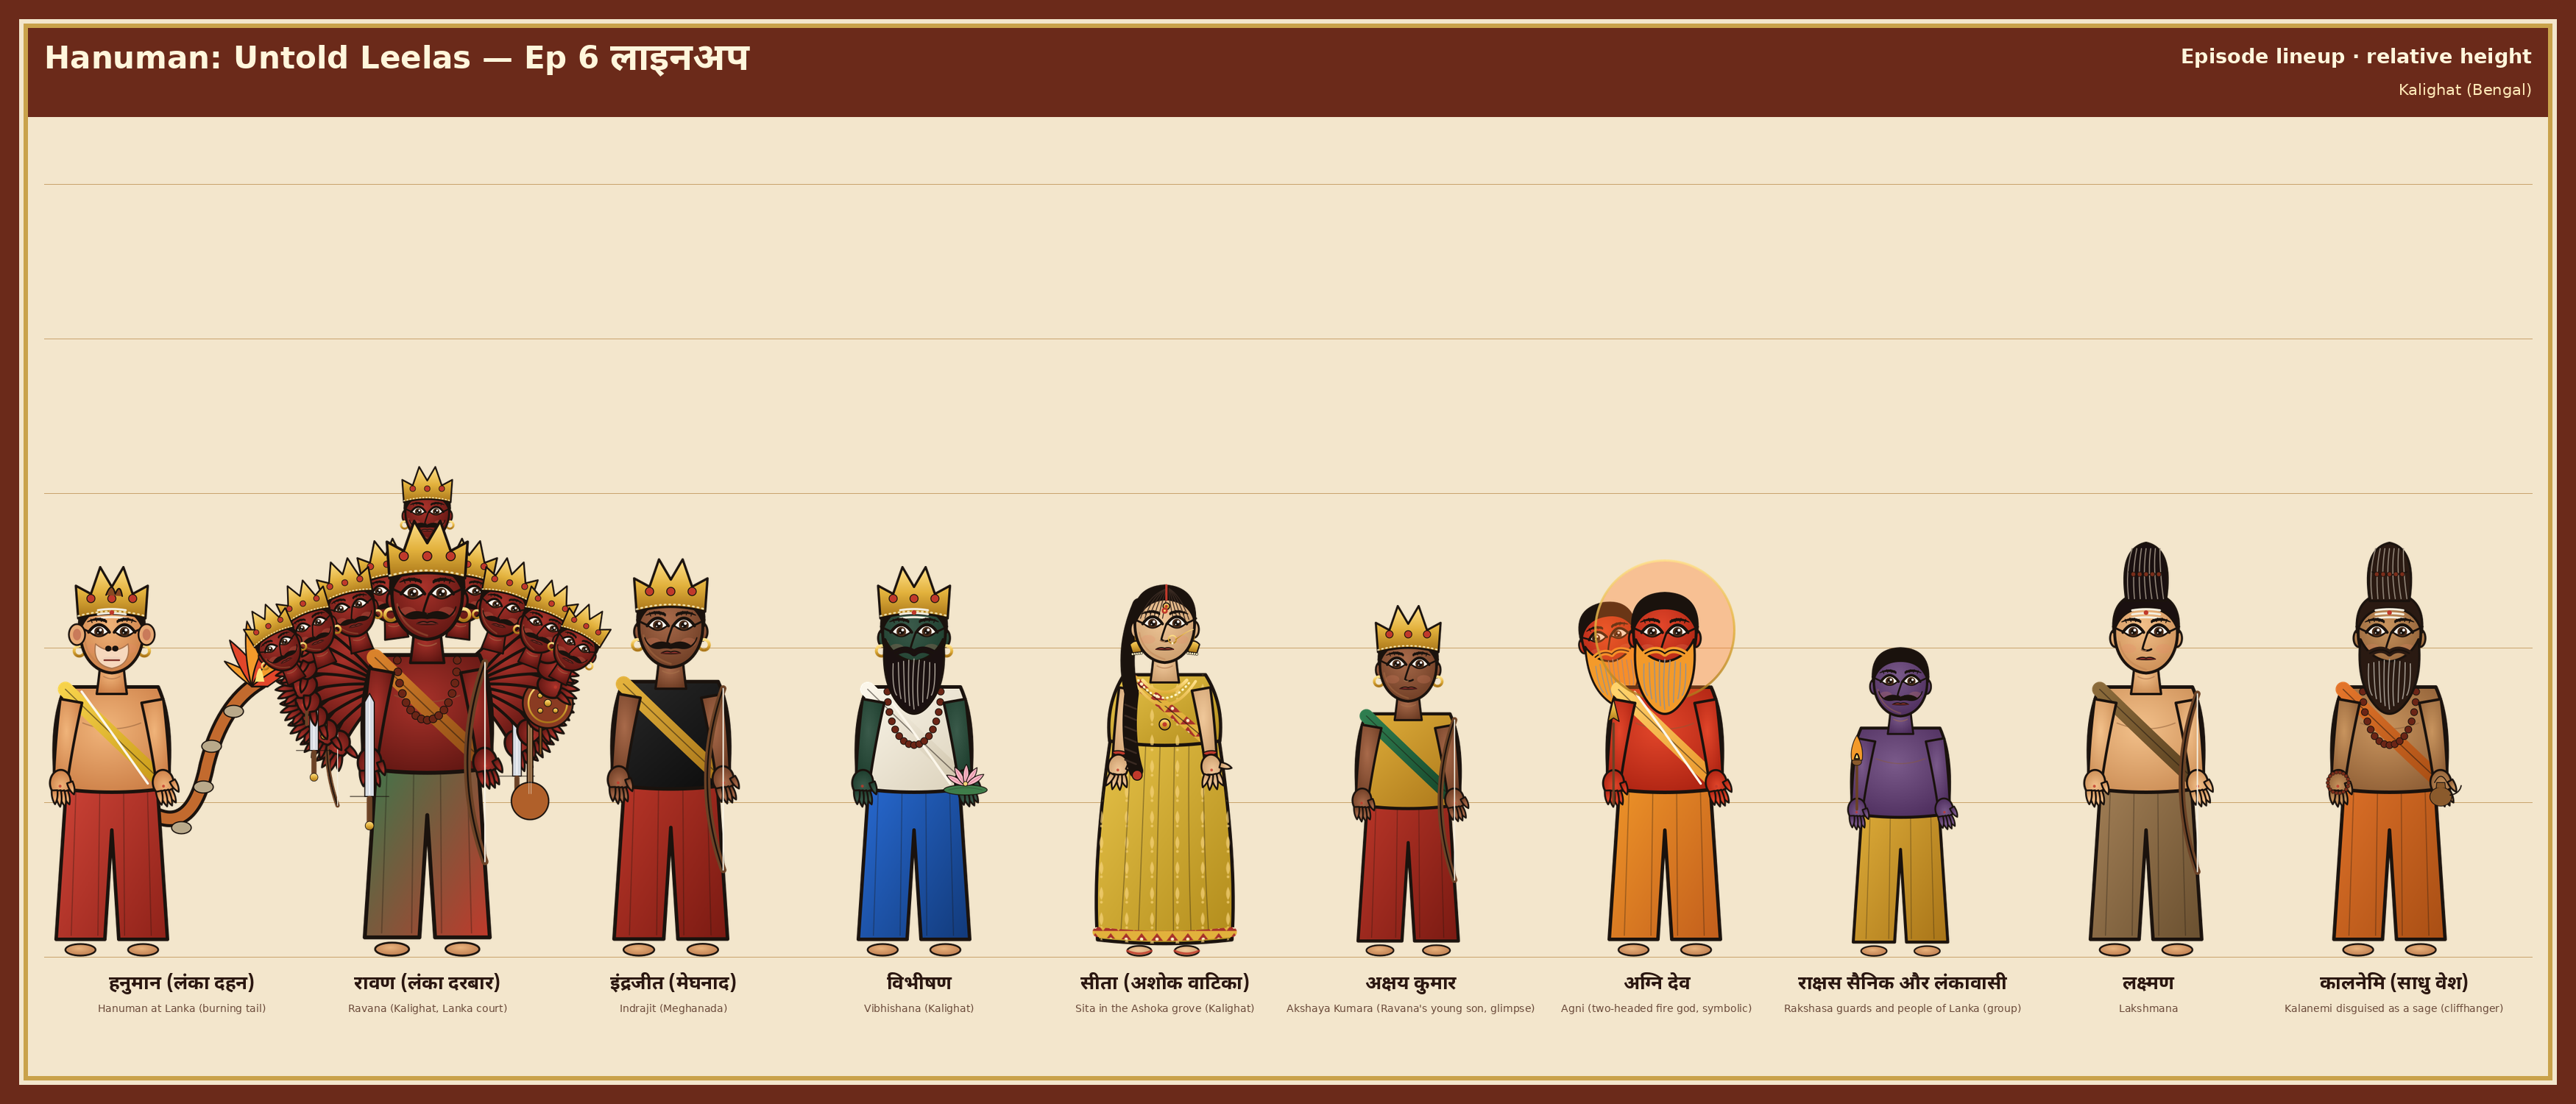 Hanuman: Untold Leelas — Ep 6 लाइनअप
Episode lineup · relative height
Kalighat (Bengal)
हनुमान (लंका दहन)
Hanuman at Lanka (burning tail)
रावण (लंका दरबार)
Ravana (Kalighat, Lanka court)
इंद्रजीत (मेघनाद)
Indrajit (Meghanada)
विभीषण
Vibhishana (Kalighat)
सीता (अशोक वाटिका)
Sita in the Ashoka grove (Kalighat)
अक्षय कुमार
Akshaya Kumara (Ravana's young son, glimpse)
अग्नि देव
Agni (two-headed fire god, symbolic)
राक्षस सैनिक और लंकावासी
Rakshasa guards and people of Lanka (group)
लक्ष्मण
Lakshmana
कालनेमि (साधु वेश)
Kalanemi disguised as a sage (cliffhanger)